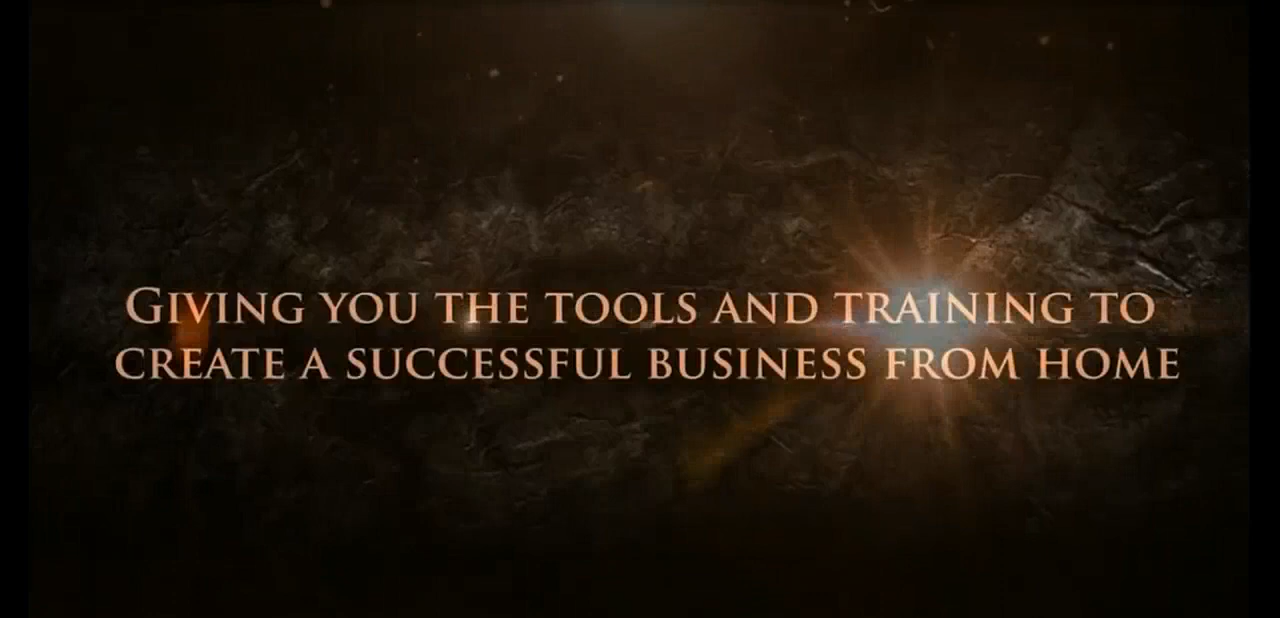 Giving you the tools and training to
create a successful business from home